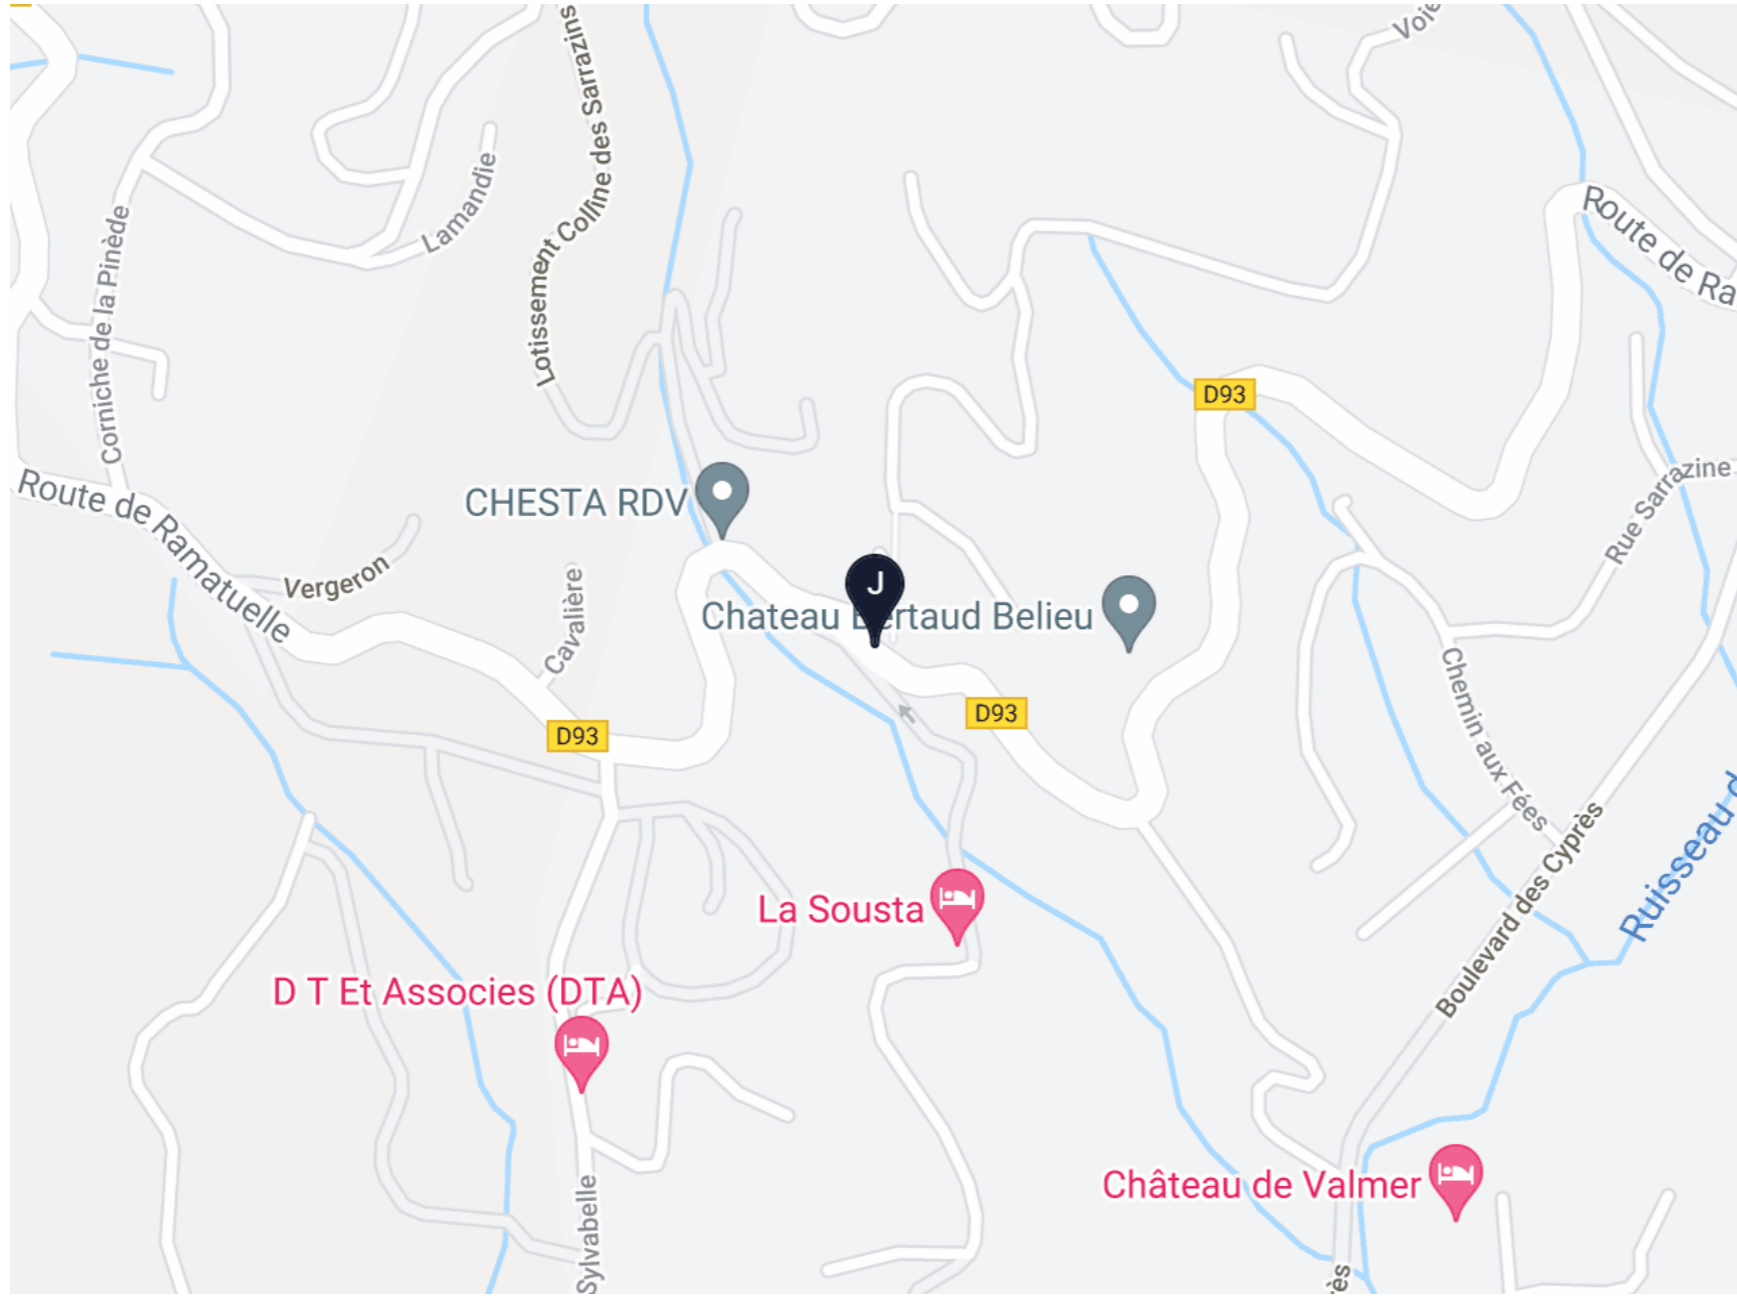 Voie
Lotissement Colline des Sarrazins
Lamandie
Corniche de la Pinède
Route de Ra
D93
Route de Ramatuelle
CHESTA RDV
Rue Sarrazine
Vergeron
J
Cavalière
Chateau Bertaud Belieu
Chemin aux Fées
D93
D93
Ruisseau d
Boulevard des Cyprès
La Sousta
D T Et Associes (DTA)
Château de Valmer
Sylvabelle
ès